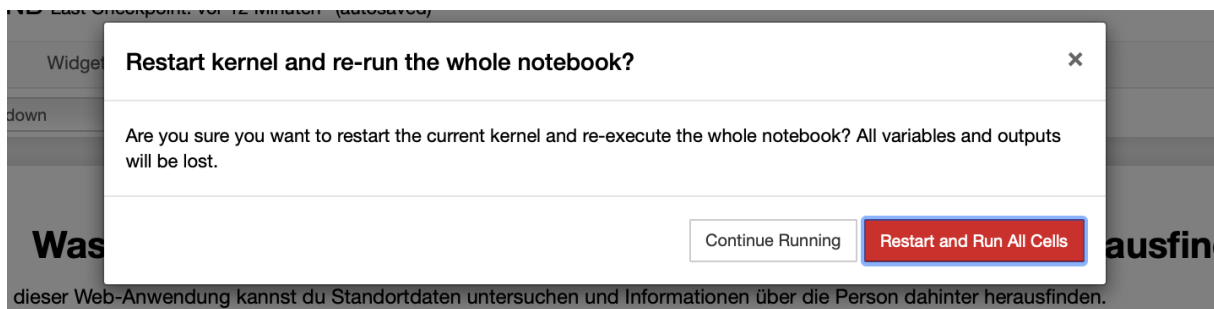 Last Checkpoint: vor 12 Minuten (autosaved)
Restart kernel and re-run the whole notebook?
×
Widget
down
Are you sure you want to restart the current kernel and re-execute the whole notebook? All variables and outputs
will be lost.
Continue Running
Restart and Run All Cells
Was
ausfin
dieser Web-Anwendung kannst du Standortdaten untersuchen und Informationen über die Person dahinter herausfinden.